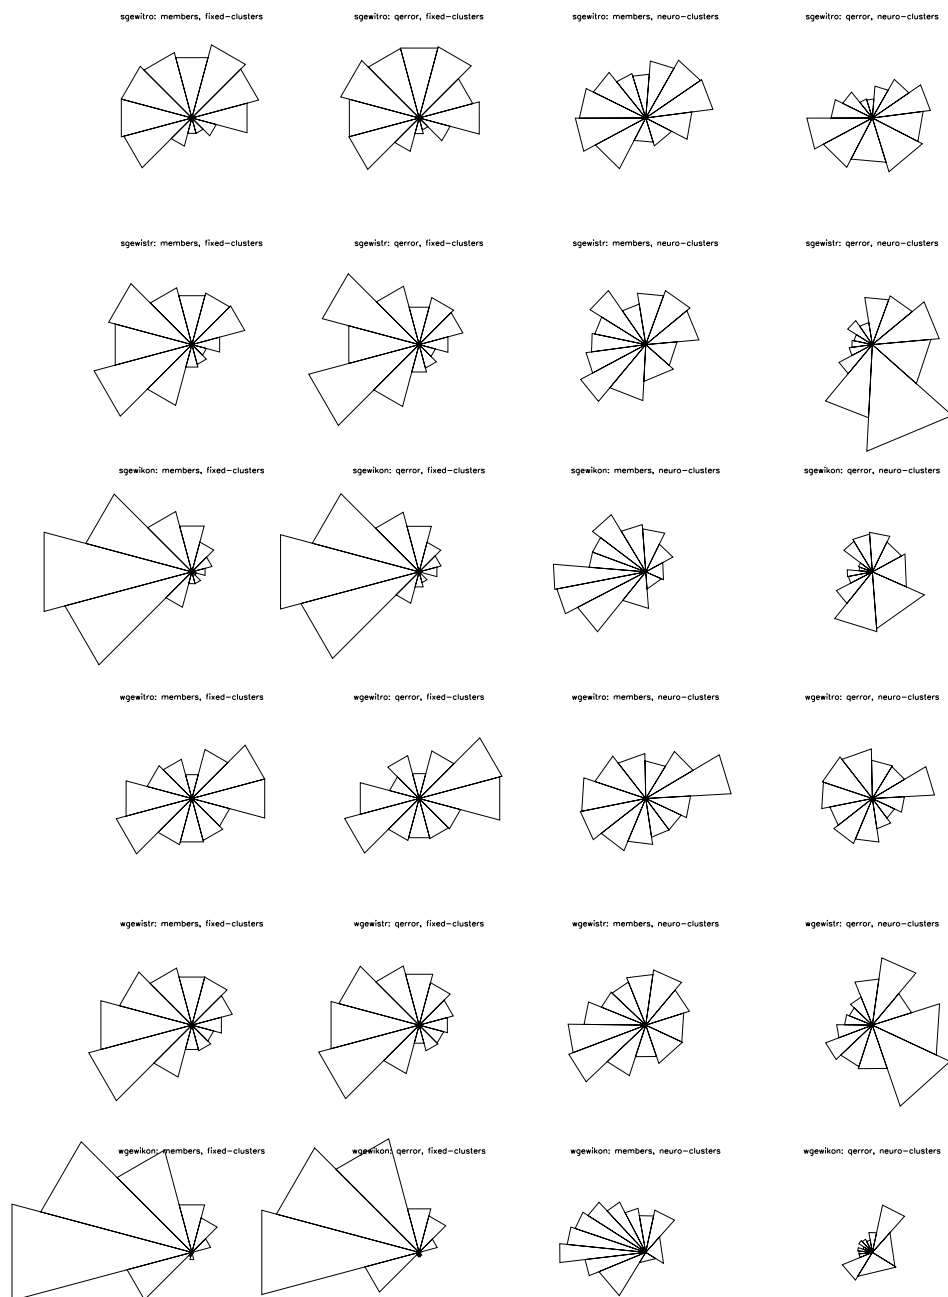 sgewitro: members, fixed-clusters
sgewitro: qerror, fixed-clusters
sgewitro: members, neuro-clusters
sgewitro: qerror, neuro-clusters
sgewistr: members, fixed-clusters
sgewistr: qerror, fixed-clusters
sgewistr: members, neuro-clusters
sgewistr: qerror, neuro-clusters
sgewikon: members, fixed-clusters
sgewikon: qerror, fixed-clusters
sgewikon: members, neuro-clusters
sgewikon: qerror, neuro-clusters
wgewitro: members, fixed-clusters
wgewitro: qerror, fixed-clusters
wgewitro: members, neuro-clusters
wgewitro: qerror, neuro-clusters
wgewistr: members, fixed-clusters
wgewistr: qerror, fixed-clusters
wgewistr: members, neuro-clusters
wgewistr: qerror, neuro-clusters
wgewikon: members, fixed-clusters
wgewikon: qerror, fixed-clusters
wgewikon: members, neuro-clusters
wgewikon: qerror, neuro-clusters